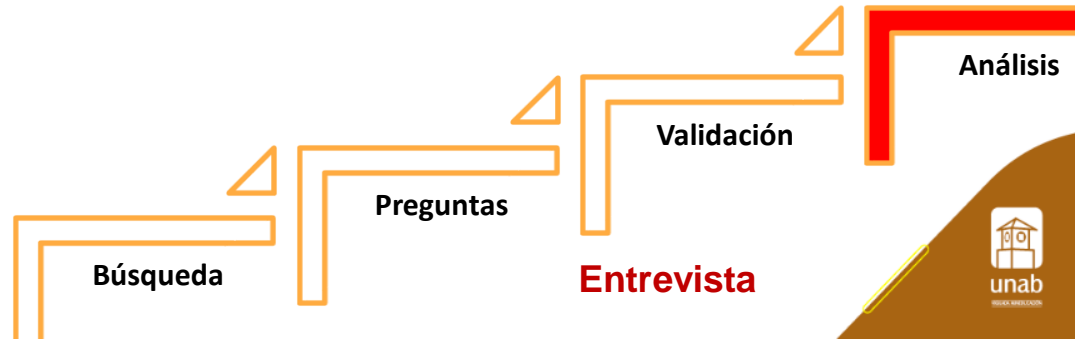 Análisis
Validación
Preguntas
Búsqueda
Entrevista
unab